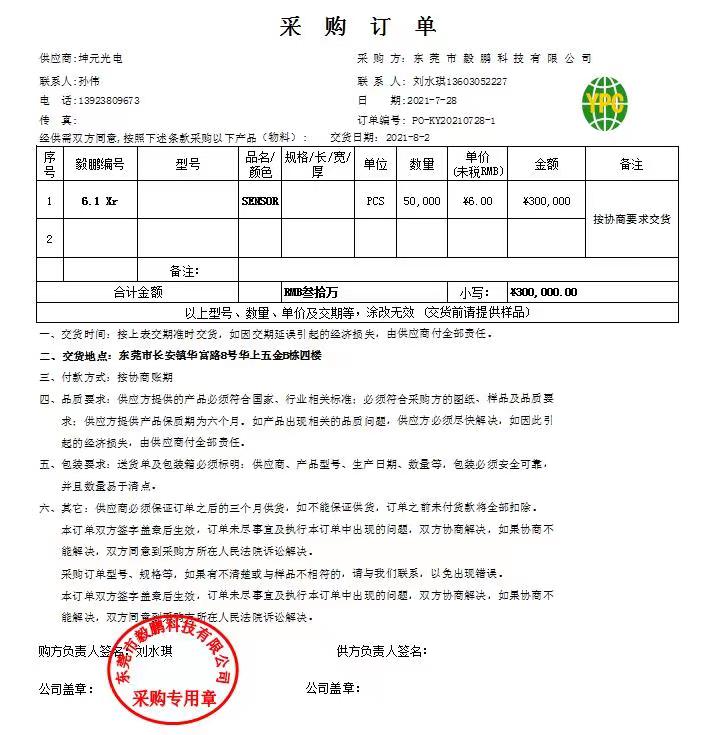 采 购 订 单
供应商:坤元光电 采 购 方: 东 莞 市 毅 鹏 科 技 有 限 公 司
联系人:孙伟 联 系 人: 刘水琪13603052227
电 话:13923809673 日 期:2021-7-28
传 真: 订单编号: PO-KY20210728-1
YPC
经供需双方同意,按照下述条款采购以下产品(物料): 交货日期: 2021-8-2
序号 毅鹏编号 型号 品名/颜色 规格/长/宽/厚 单位 数量 单价(未税RMB) 金额 备注
1 6.1 Xr SENSOR PCS 50,000 ¥6.00 ¥300,000 按协商要求交货
2
备注:
合计金额 RMB叁拾万 小写: ¥300,000.00
以上型号、数量、单价及交期等,涂改无效 (交货前请提供样品)
一、交货时间: 按上表交期准时交货, 如因交期延误引起的经济损失, 由供应商付全部责任。
二、交货地点: 东莞市长安镇华富路8号华上五金B栋四楼
三、付款方式: 按协商账期
四、品质要求: 供应方提供的产品必须符合国家、行业相关标准; 必须符合采购方的图纸、样品及品质要
求; 供应方提供产品保质期为六个月。如产品出现相关的品质问题, 供应方必须尽快解决, 如因此引
起的经济损失, 由供应商付全部责任。
五、包装要求: 送货单及包装箱必须标明: 供应商、产品型号、生产日期、数量等, 包装必须安全可靠,
并且数量易于清点。
六、其它: 供应商必须保证订单之后的三个月供货, 如不能保证供货, 订单之前未付货款将全部扣除。
本订单双方签字盖章后生效, 订单未尽事宜及执行本订单中出现的问题, 双方协商解决, 如果协商不
能解决, 双方同意到采购方所在人民法院诉讼解决。
采购订单型号、规格等, 如果有不清楚或与样品不相符的, 请与我们联系, 以免出现错误。
本订单双方签字盖章后生效, 订单未尽事宜及执行本订单中出现的问题, 双方协商解决, 如果协商不
能解决, 双方同意到采购方所在人民法院诉讼解决。
购方负责人签名: 刘水琪 供方负责人签名:
公司盖章: 公司盖章:
东莞市毅鹏科技有限公司
采购专用章